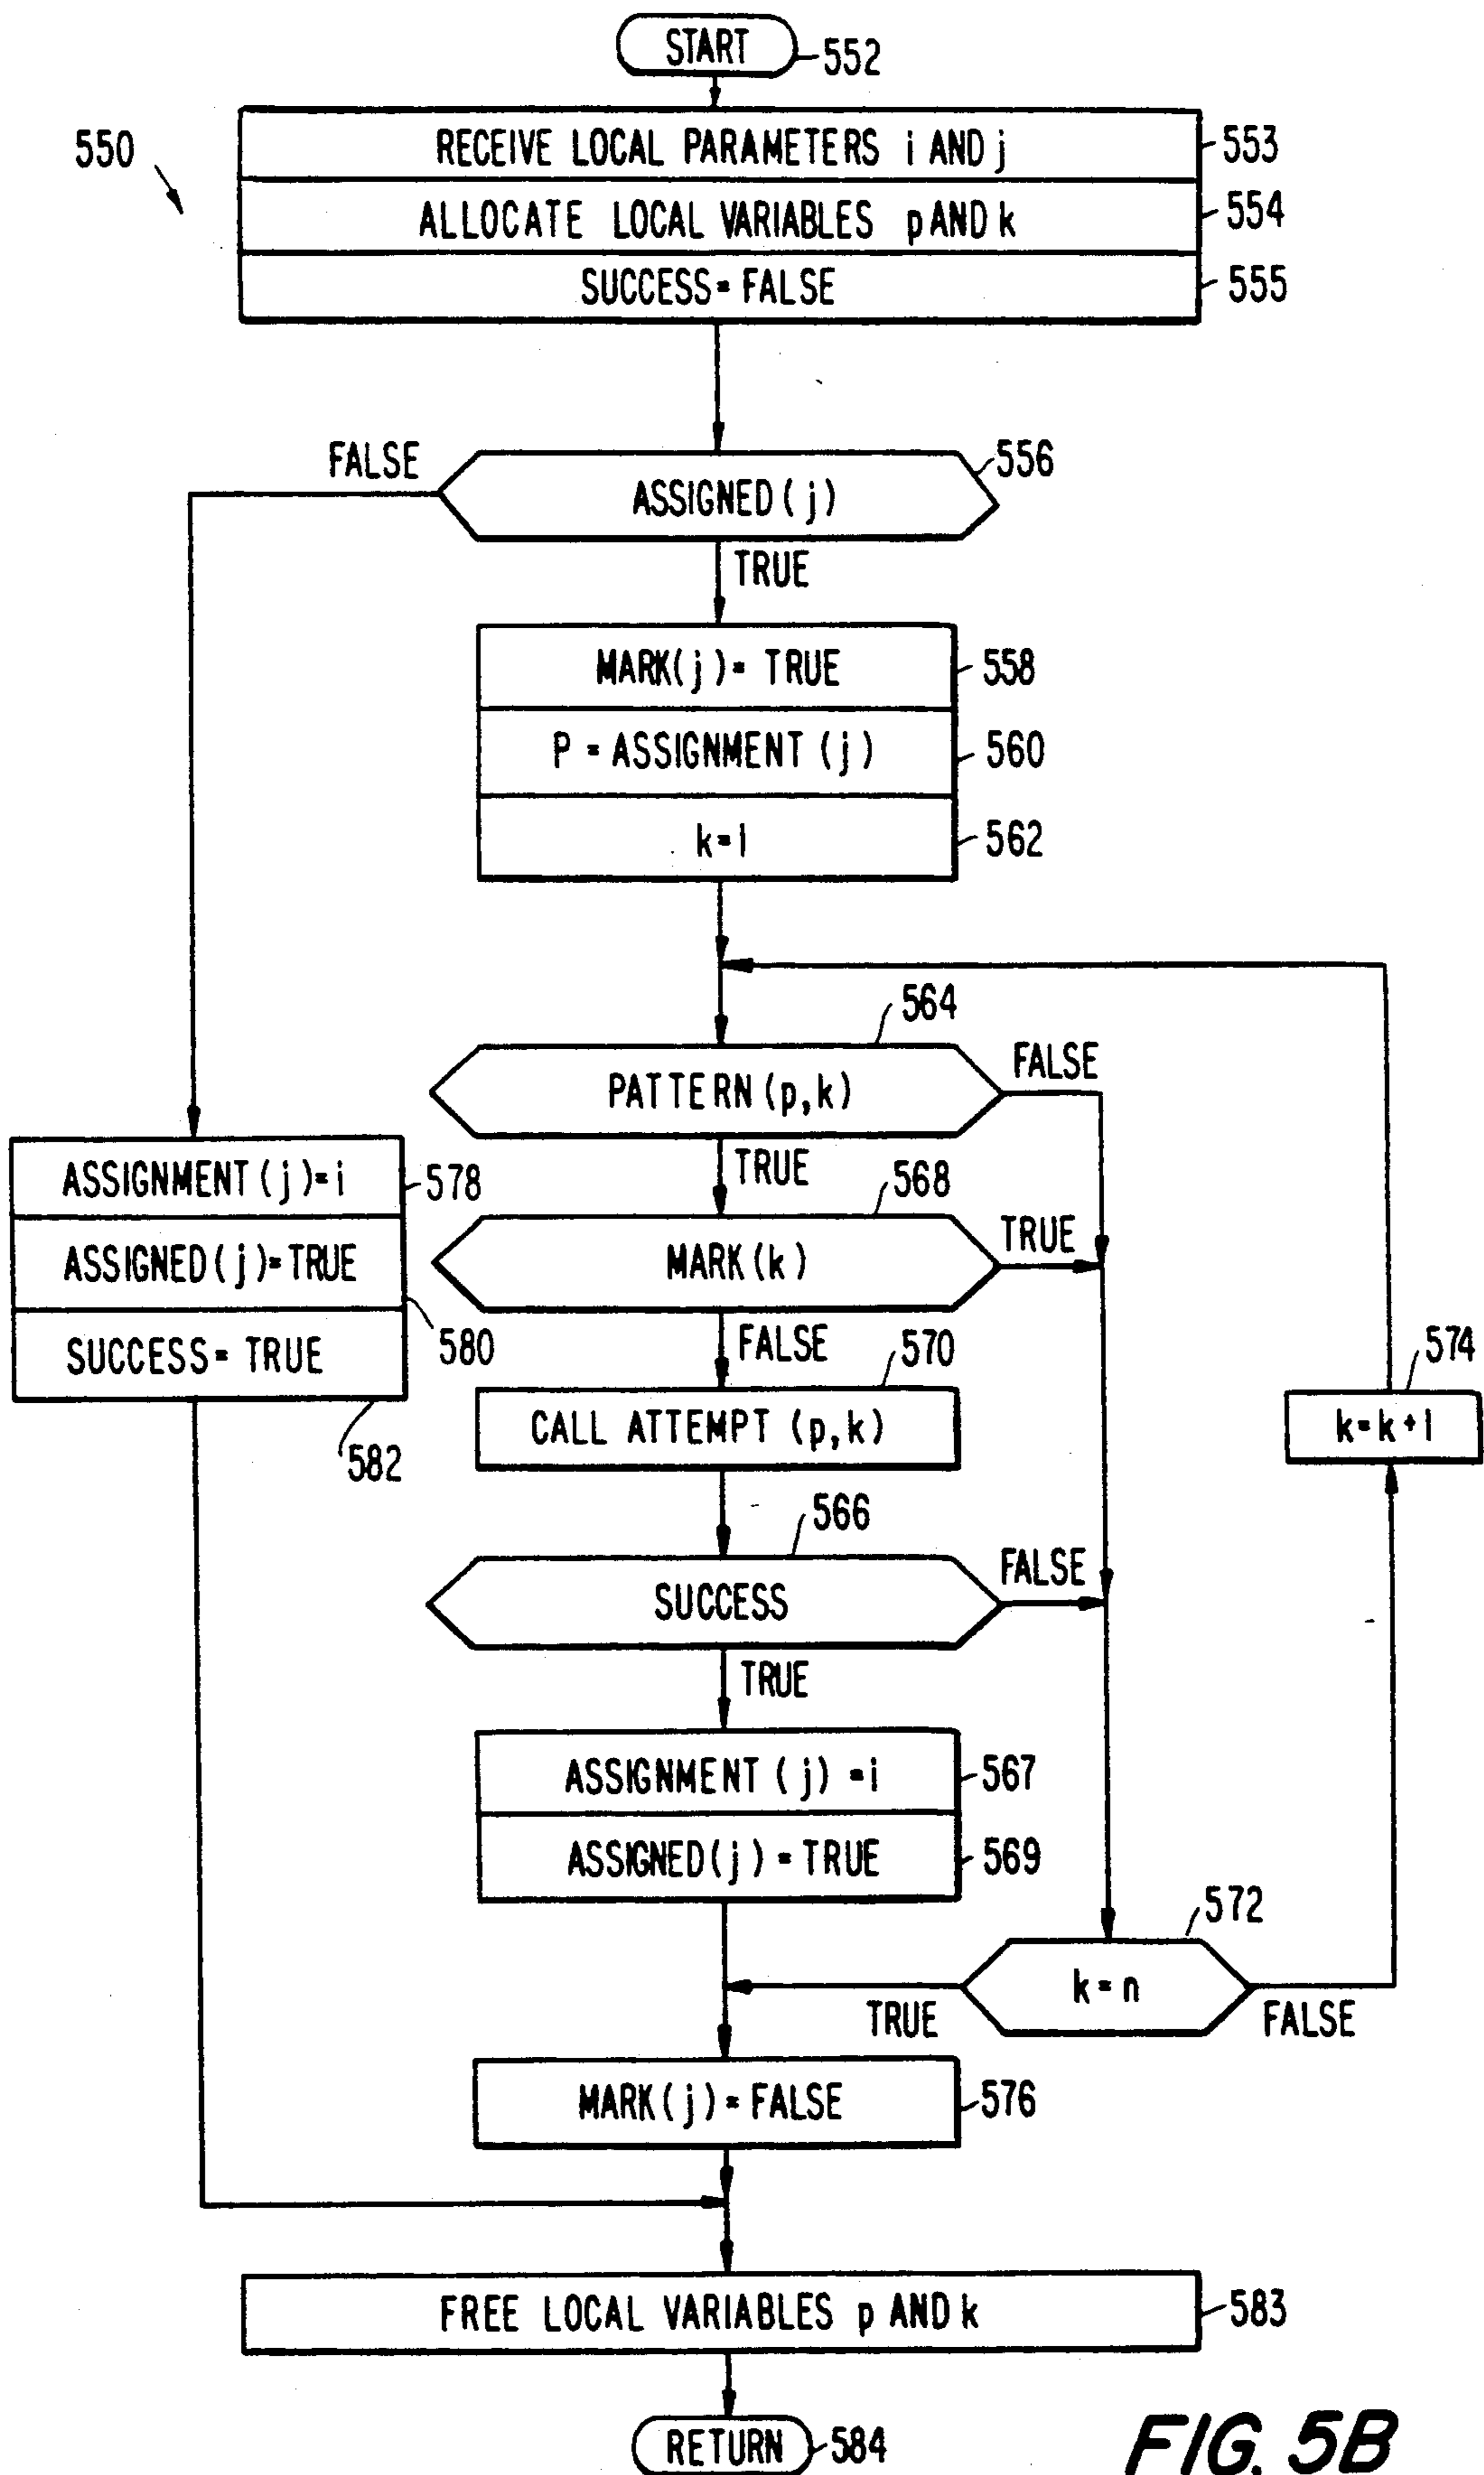 START
552
550
RECEIVE LOCAL PARAMETERS i AND j
553
ALLOCATE LOCAL VARIABLES p AND k
554
SUCCESS = FALSE
555
FALSE
ASSIGNED (j)
556
TRUE
MARK(j) = TRUE
558
P = ASSIGNMENT (j)
560
k = 1
562
564
PATTERN (p,k)
FALSE
TRUE
568
MARK (k)
TRUE
FALSE
570
CALL ATTEMPT (p,k)
566
SUCCESS
FALSE
TRUE
ASSIGNMENT (j) = i
578
ASSIGNED (j) = TRUE
580
SUCCESS = TRUE
582
574
k = k + 1
ASSIGNMENT (j) = i
567
ASSIGNED (j) = TRUE
569
572
k = n
TRUE
FALSE
MARK (j) = FALSE
576
FREE LOCAL VARIABLES p AND k
583
RETURN
584
FIG. 5B